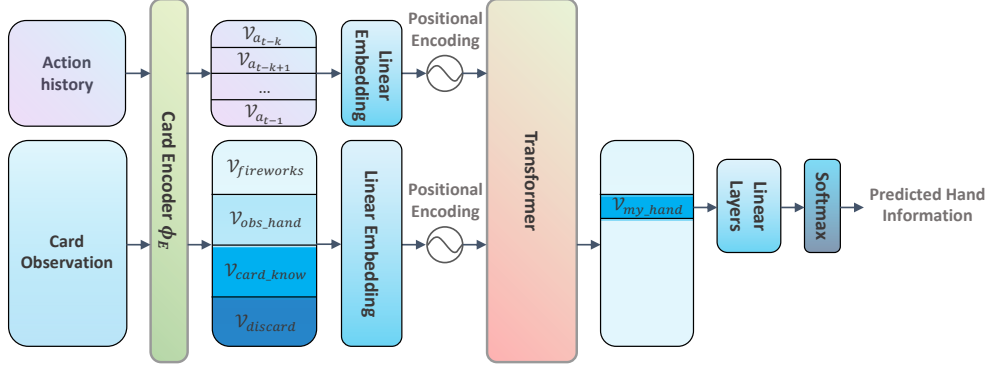 Action
history
Card
Observation
Card Encoder ϕ_E
𝒱_{a_{t−k}}
𝒱_{a_{t−k+1}}
...
𝒱_{a_{t−1}}
𝒱_{fireworks}
𝒱_{obs_hand}
𝒱_{card_know}
𝒱_{discard}
Linear
Embedding
Linear Embedding
Positional
Encoding
Positional
Encoding
Transformer
𝒱_{my_hand}
Linear
Layers
Softmax
Predicted Hand
Information